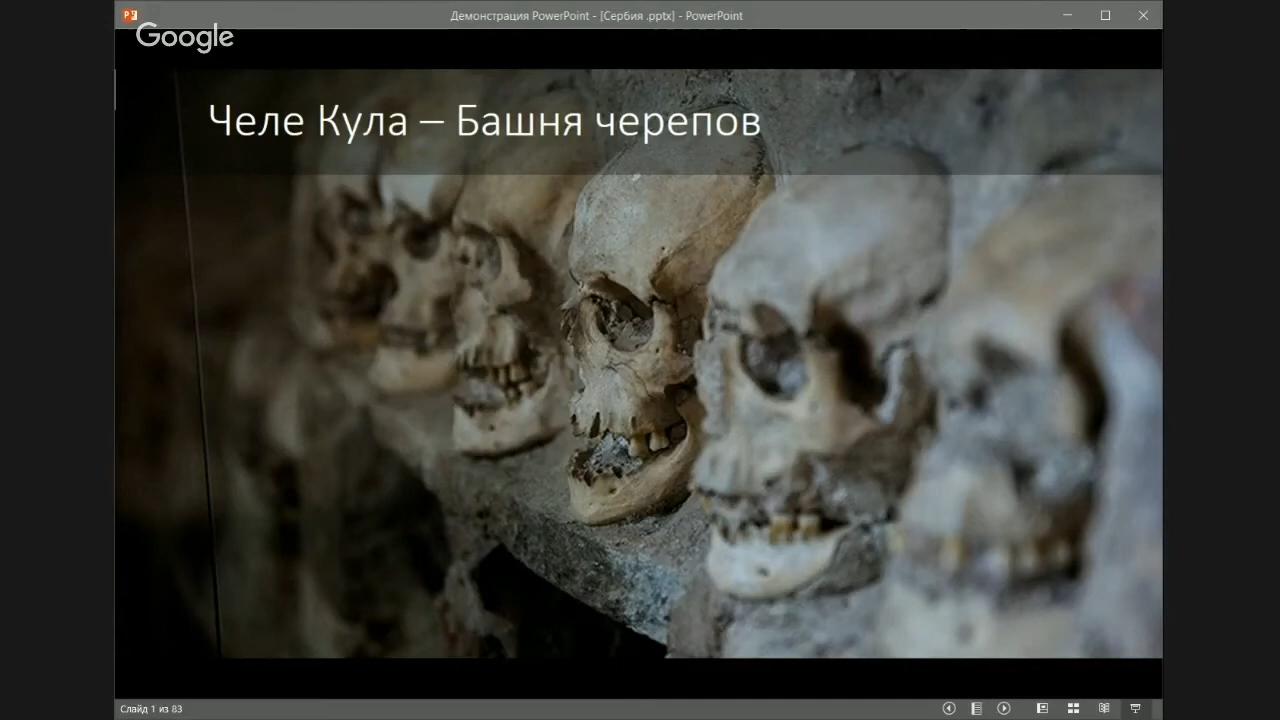 Демонстрация PowerPoint - [Сербия .pptx] - PowerPoint
Google
Челе Кула – Башня черепов
Слайд 1 из 83